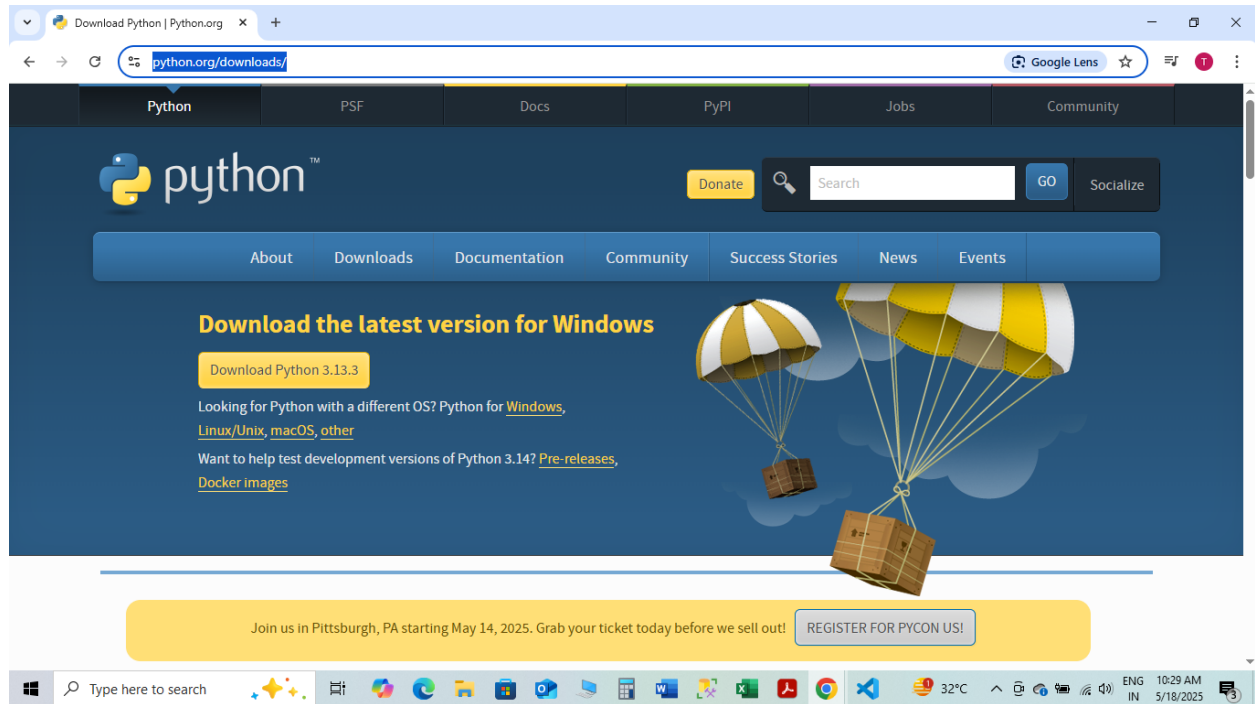 Download Python | Python.org
python.org/downloads/
Google Lens
T
Python PSF Docs PyPI Jobs Community
python™
Donate
Search
GO
Socialize
About Downloads Documentation Community Success Stories News Events
Download the latest version for Windows
Download Python 3.13.3
Looking for Python with a different OS? Python for Windows,
Linux/Unix, macOS, other
Want to help test development versions of Python 3.14? Pre-releases,
Docker images
Join us in Pittsburgh, PA starting May 14, 2025. Grab your ticket today before we sell out! REGISTER FOR PYCON US!
Type here to search
32°C
ENG
IN
10:29 AM
5/18/2025
3